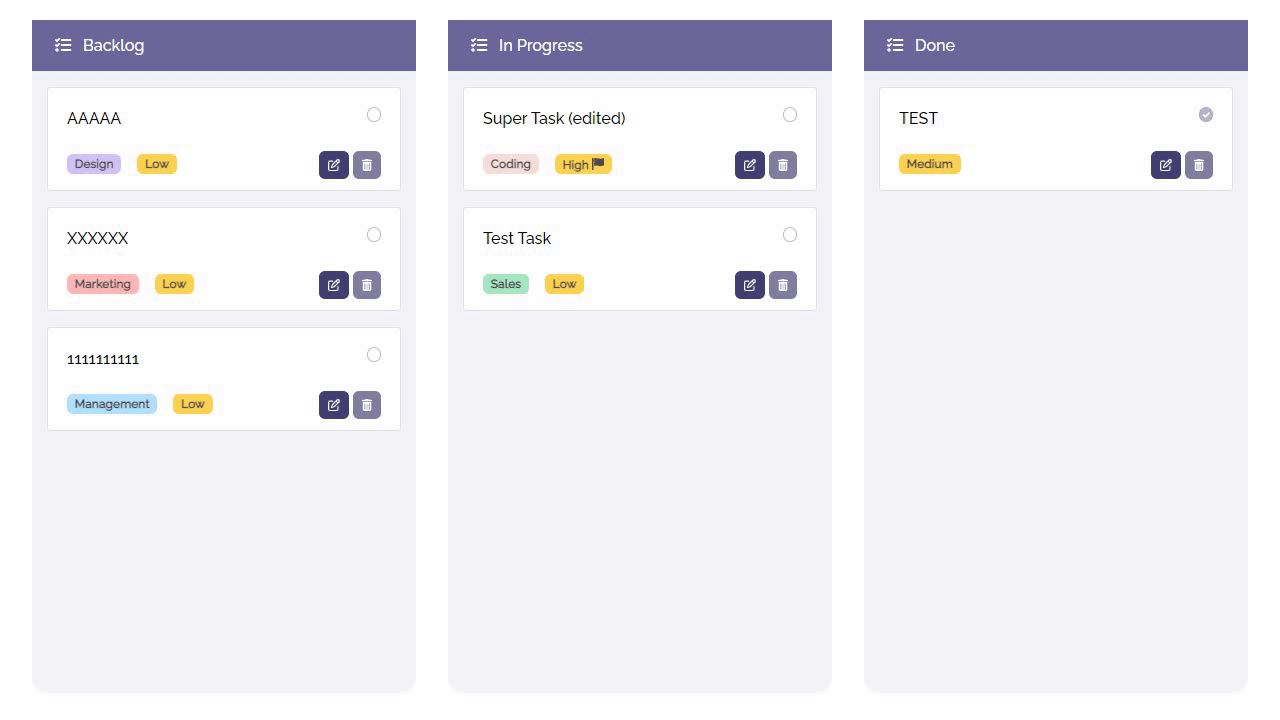 Backlog
AAAAA
Design Low
XXXXXX
Marketing Low
1111111111
Management Low
In Progress
Super Task (edited)
Coding High
Test Task
Sales Low
Done
TEST
Medium